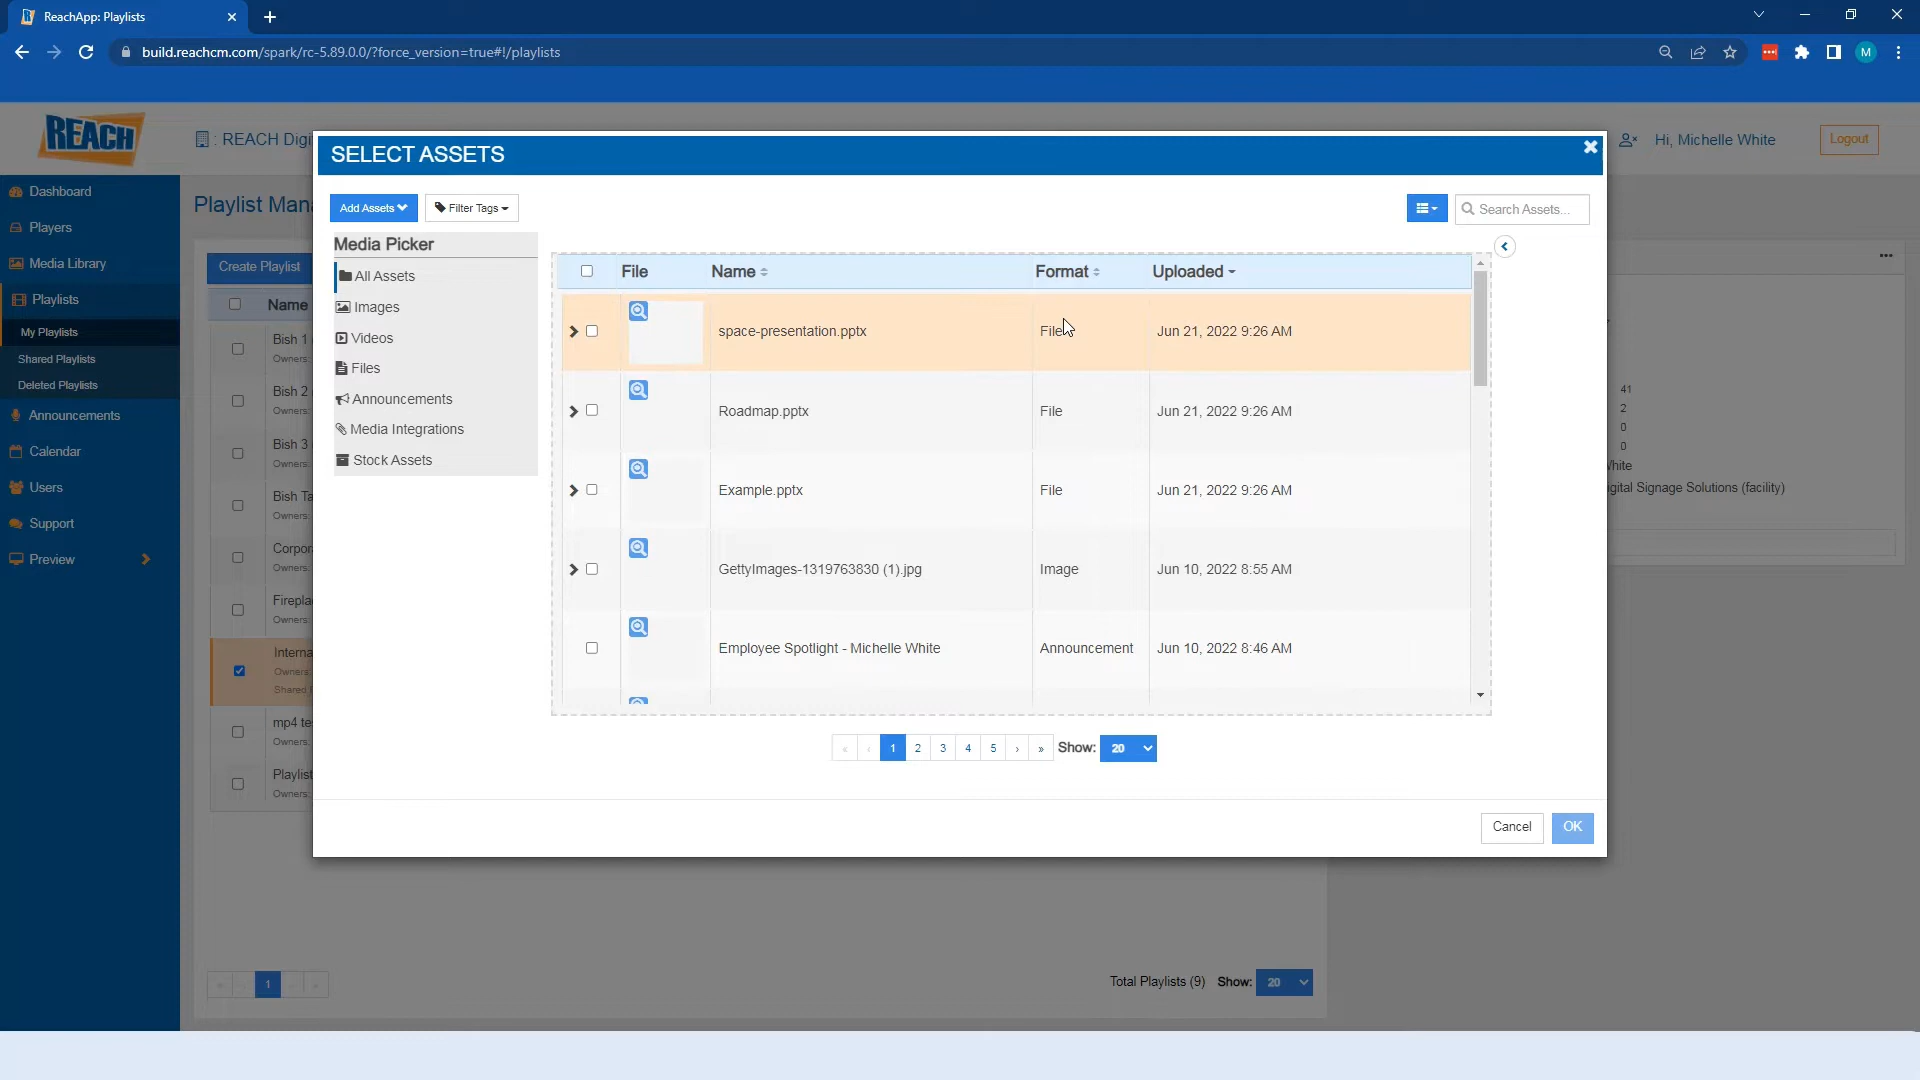 ReachApp: Playlists
build.reachcm.com/spark/rc-5.89.0.0/?force_version=true#!/playlists
M
REACH
: REACH Digi
Hi, Michelle White
Logout
Dashboard
Players
Media Library
Playlists
My Playlists
Shared Playlists
Deleted Playlists
Announcements
Calendar
Users
Support
Preview
Playlist Man
Create Playlist
Name
Bish 1
Owners:
Bish 2
Owners:
Bish 3
Owners:
Bish Ta
Owners:
Corpor
Owners:
Firepla
Owners:
Interna
Owners:
Shared
mp4 te
Owners:
Playlist
Owners:
SELECT ASSETS
Add Assets
Filter Tags
Search Assets...
Media Picker
All Assets
Images
Videos
Files
Announcements
Media Integrations
Stock Assets
File Name Format Uploaded
space-presentation.pptx File Jun 21, 2022 9:26 AM
Roadmap.pptx File Jun 21, 2022 9:26 AM
Example.pptx File Jun 21, 2022 9:26 AM
GettyImages-1319763830 (1).jpg Image Jun 10, 2022 8:55 AM
Employee Spotlight - Michelle White Announcement Jun 10, 2022 8:46 AM
« ‹ 1 2 3 4 5 › » Show: 20
Cancel
OK
41
2
0
0
White
igital Signage Solutions (facility)
1
Total Playlists (9) Show: 20